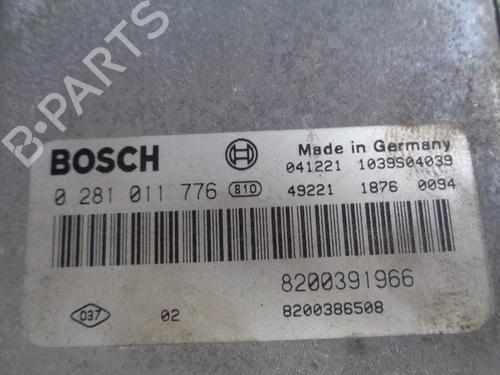 B-PARTS
BOSCH
Made in Germany
041221 1039S04039
0 281 011 776 810
49221 1876 0094
8200391966
037 02 8200386508